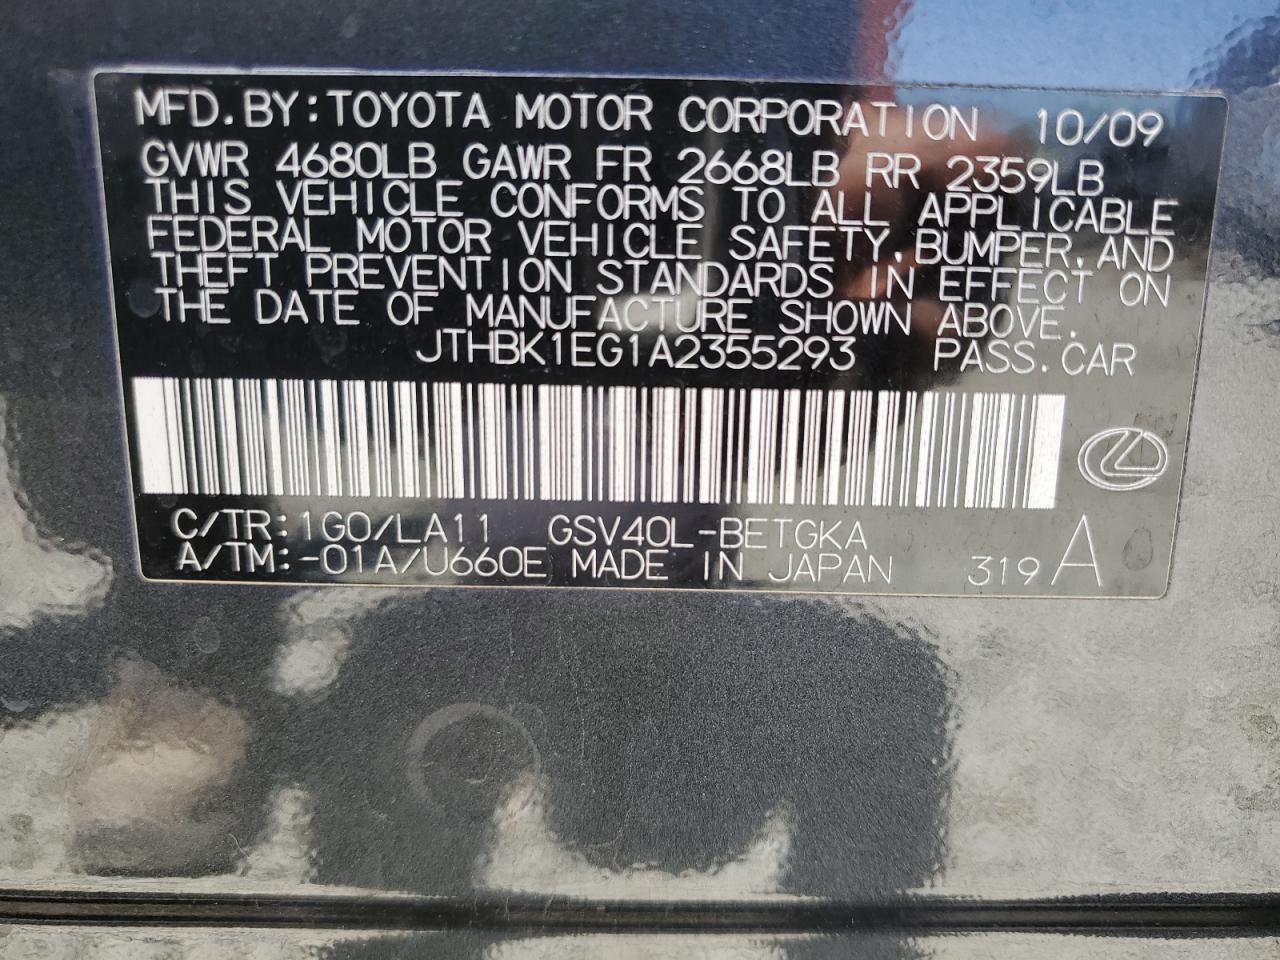 MFD.BY:TOYOTA MOTOR CORPORATION 10/09
GVWR 4680LB GAWR FR 2668LB RR 2359LB
THIS VEHICLE CONFORMS TO ALL APPLICABLE
FEDERAL MOTOR VEHICLE SAFETY,BUMPER,AND
THEFT PREVENTION STANDARDS IN EFFECT ON
THE DATE OF MANUFACTURE SHOWN ABOVE.
JTHBK1EG1A2355293 PASS.CAR
C/TR:1G0/LA11 GSV40L-BETGKA
A/TM:-01A/U660E MADE IN JAPAN 319 A